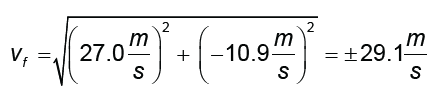 v_f = √((27.0 m/s)² + (−10.9 m/s)²) = ±29.1 m/s